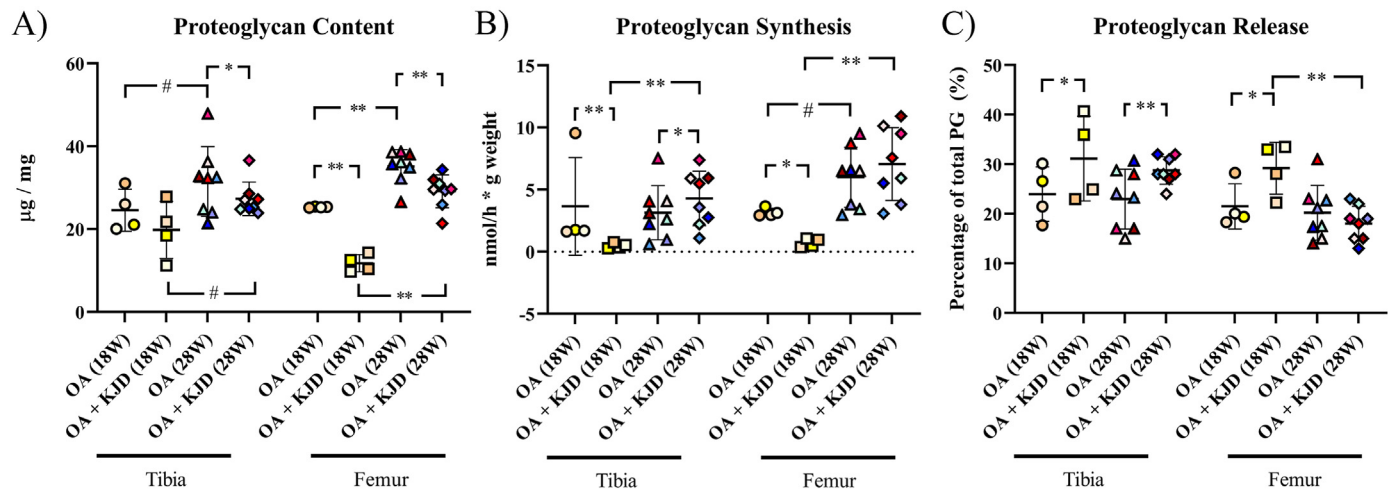 A)
Proteoglycan Content
µg / mg
60
40
20
0
#
*
**
**
**
#
**
OA (18W)
OA + KJD (18W)
OA (28W)
OA + KJD (28W)
OA (18W)
OA + KJD (18W)
OA (28W)
OA + KJD (28W)
Tibia
Femur
B)
Proteoglycan Synthesis
nmol/h * g weight
15
10
5
0
-5
**
**
*
#
*
**
OA (18W)
OA + KJD (18W)
OA (28W)
OA + KJD (28W)
OA (18W)
OA + KJD (18W)
OA (28W)
OA + KJD (28W)
Tibia
Femur
C)
Proteoglycan Release
Percentage of total PG (%)
50
40
30
20
10
0
*
**
*
**
OA (18W)
OA + KJD (18W)
OA (28W)
OA + KJD (28W)
OA (18W)
OA + KJD (18W)
OA (28W)
OA + KJD (28W)
Tibia
Femur